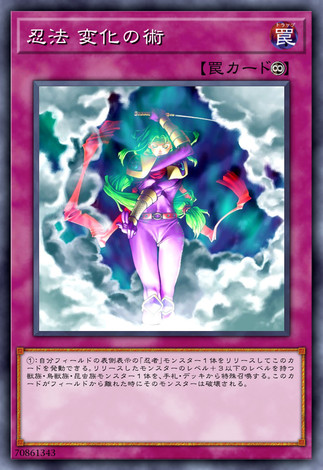 忍法 変化の術
トラップ
罠
【罠カード】
①:自分フィールドの表側表示の「忍者」モンスター1体をリリースしてこのカ
ードを発動できる。リリースしたモンスターのレベル+3以下のレベルを持つ
獣族・鳥獣族・昆虫族モンスター1体を、手札・デッキから特殊召喚する。このカ
ードがフィールドから離れた時にそのモンスターは破壊される。
70861343